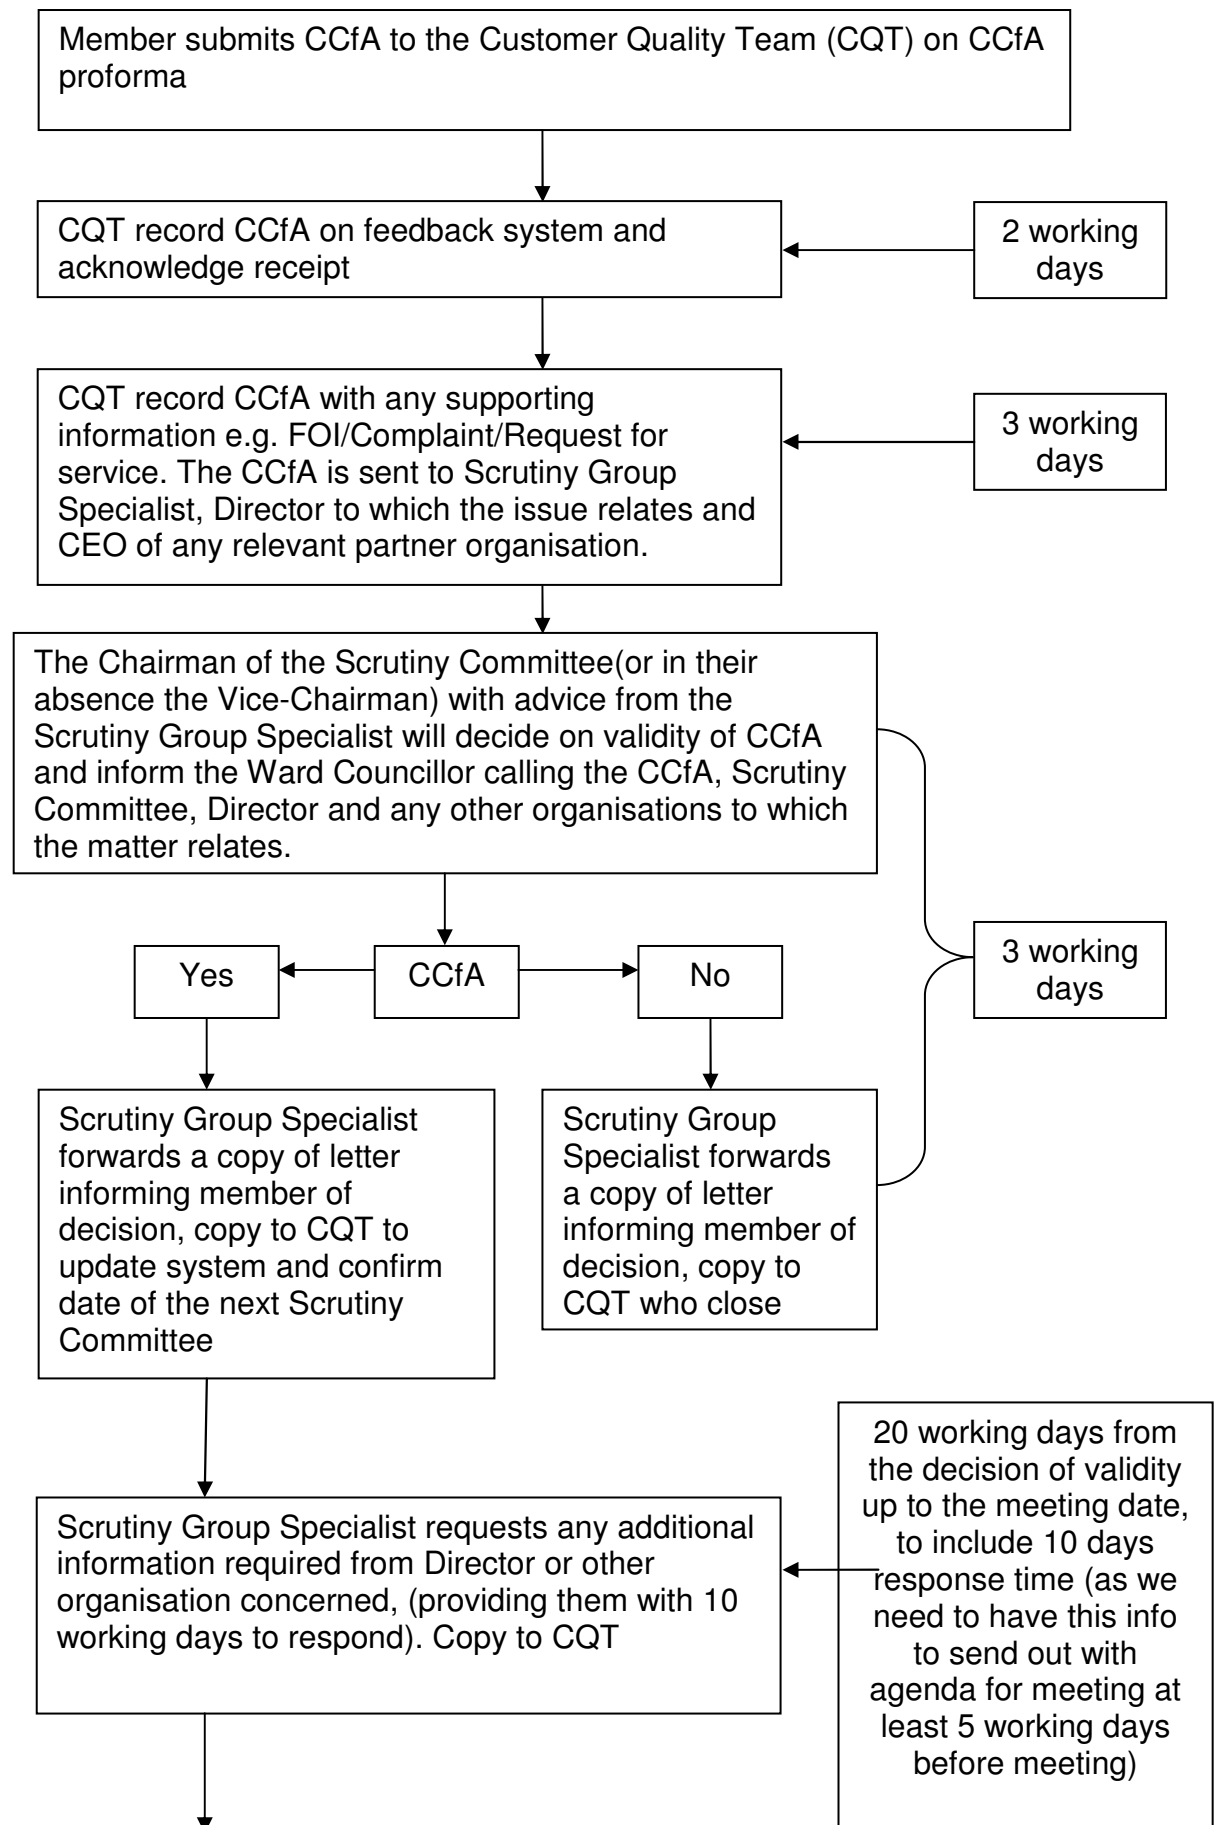 Member submits CCfA to the Customer Quality Team (CQT) on CCfA
proforma
CQT record CCfA on feedback system and
acknowledge receipt
2 working
days
CQT record CCfA with any supporting
information e.g. FOI/Complaint/Request for
service. The CCfA is sent to Scrutiny Group
Specialist, Director to which the issue relates and
CEO of any relevant partner organisation.
3 working
days
The Chairman of the Scrutiny Committee(or in their
absence the Vice-Chairman) with advice from the
Scrutiny Group Specialist will decide on validity of CCfA
and inform the Ward Councillor calling the CCfA, Scrutiny
Committee, Director and any other organisations to which
the matter relates.
3 working
days
Yes
CCfA
No
Scrutiny Group Specialist
forwards a copy of letter
informing member of
decision, copy to CQT to
update system and confirm
date of the next Scrutiny
Committee
Scrutiny Group
Specialist forwards
a copy of letter
informing member of
decision, copy to
CQT who close
Scrutiny Group Specialist requests any additional
information required from Director or other
organisation concerned, (providing them with 10
working days to respond). Copy to CQT
20 working days from
the decision of validity
up to the meeting date,
to include 10 days
response time (as we
need to have this info
to send out with
agenda for meeting at
least 5 working days
before meeting)